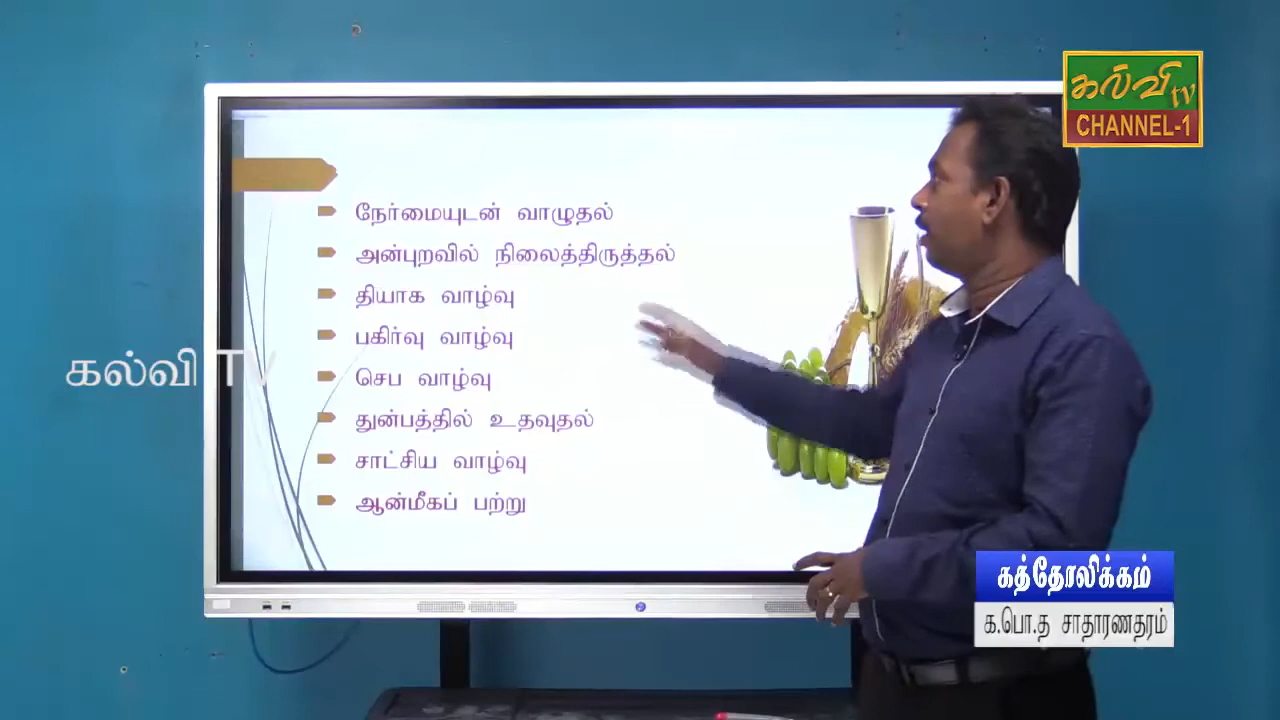 கல்வி tv
CHANNEL-1
நேர்மையுடன் வாழுதல்
அன்புறவில் நிலைத்திருத்தல்
தியாக வாழ்வு
பகிர்வு வாழ்வு
செப வாழ்வு
துன்பத்தில் உதவுதல்
சாட்சிய வாழ்வு
ஆன்மீகப் பற்று
கல்வி TV
கத்தோலிக்கம்
க.பொ.த சாதாரணதரம்